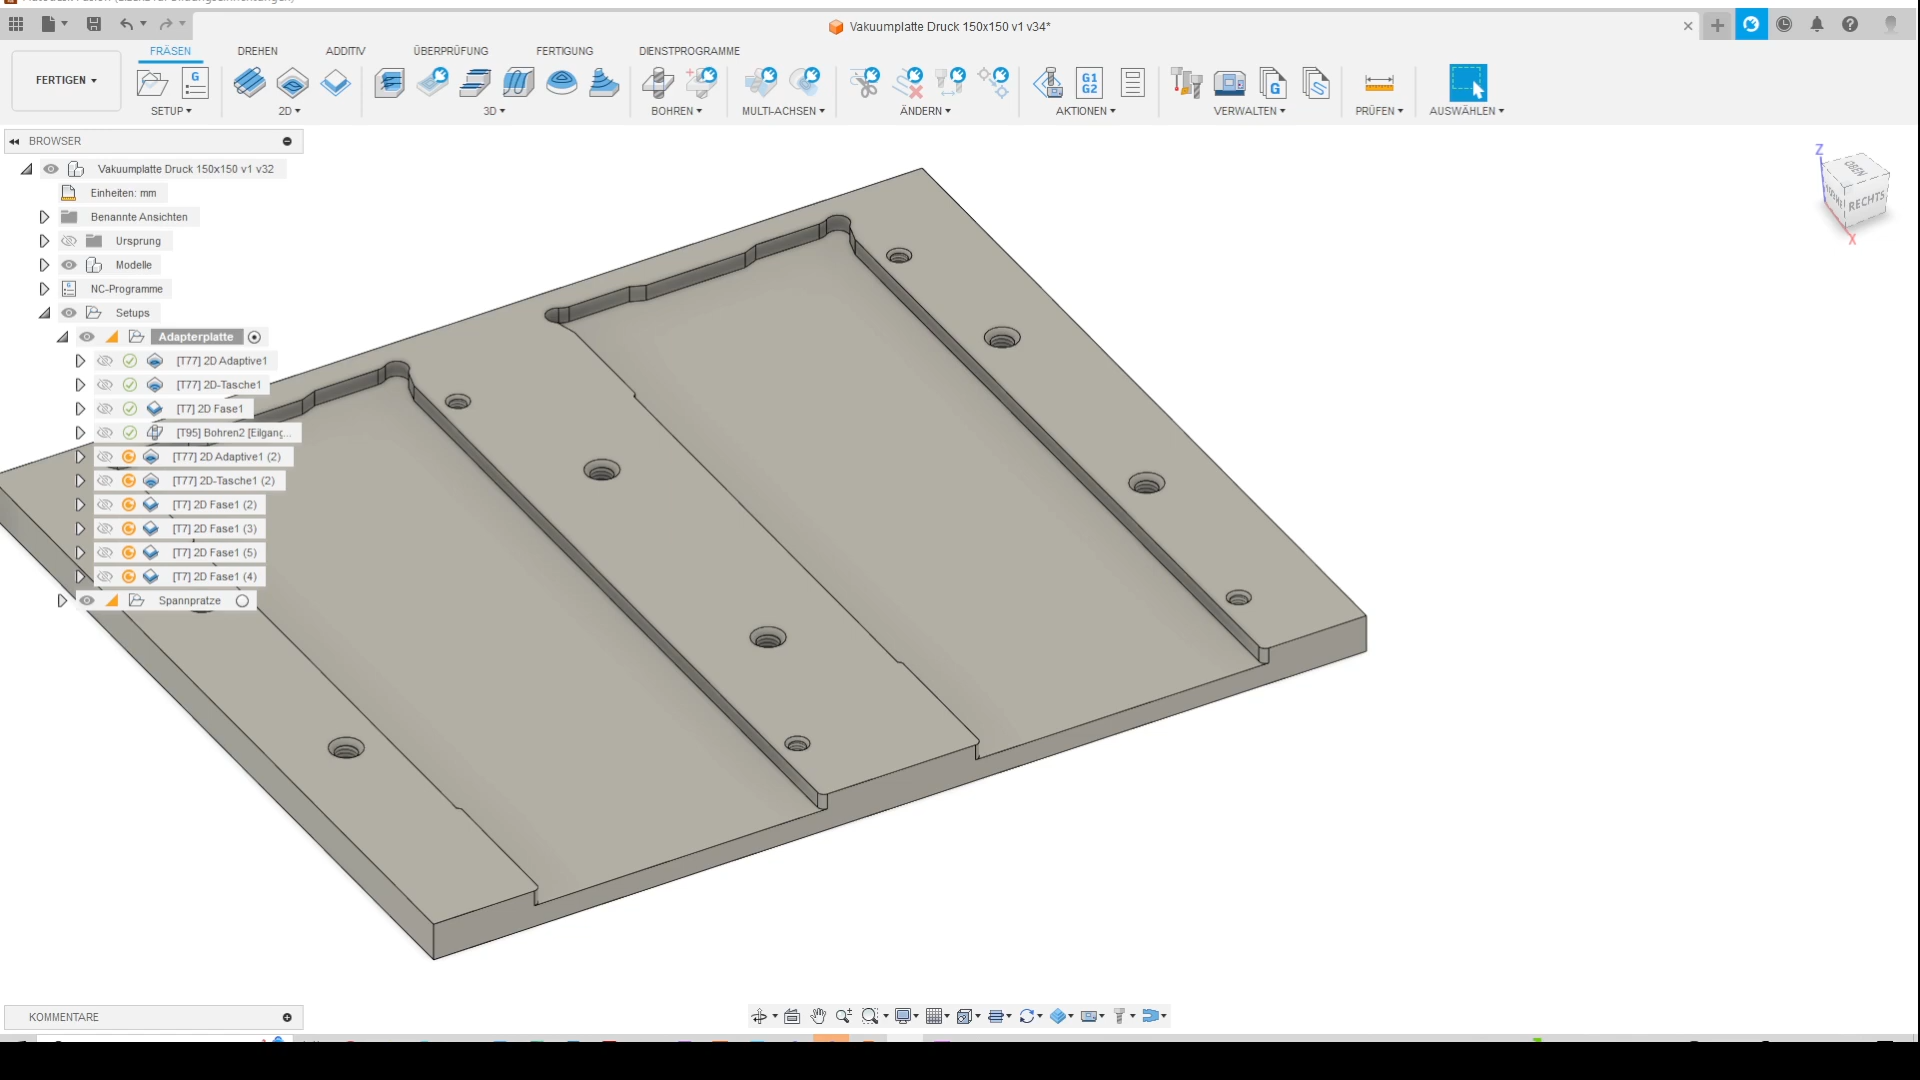 Vakuumplatte Druck 150x150 v1 v34*
FRÄSEN DREHEN ADDITIV ÜBERPRÜFUNG FERTIGUNG DIENSTPROGRAMME
FERTIGEN
G
G1
G2
G
SETUP 2D 3D BOHREN MULTI-ACHSEN ÄNDERN AKTIONEN VERWALTEN PRÜFEN AUSWÄHLEN
BROWSER
Vakuumplatte Druck 150x150 v1 v32
Einheiten: mm
Benannte Ansichten
Ursprung
Modelle
NC-Programme
Setups
Adapterplatte
[T77] 2D Adaptive1
[T77] 2D-Tasche1
[T7] 2D Fase1
[T95] Bohren2 [Eilgang...
[T77] 2D Adaptive1 (2)
[T77] 2D-Tasche1 (2)
[T7] 2D Fase1 (2)
[T7] 2D Fase1 (3)
[T7] 2D Fase1 (5)
[T7] 2D Fase1 (4)
Spannpratze
Z
OBEN
RECHTS
X
KOMMENTARE